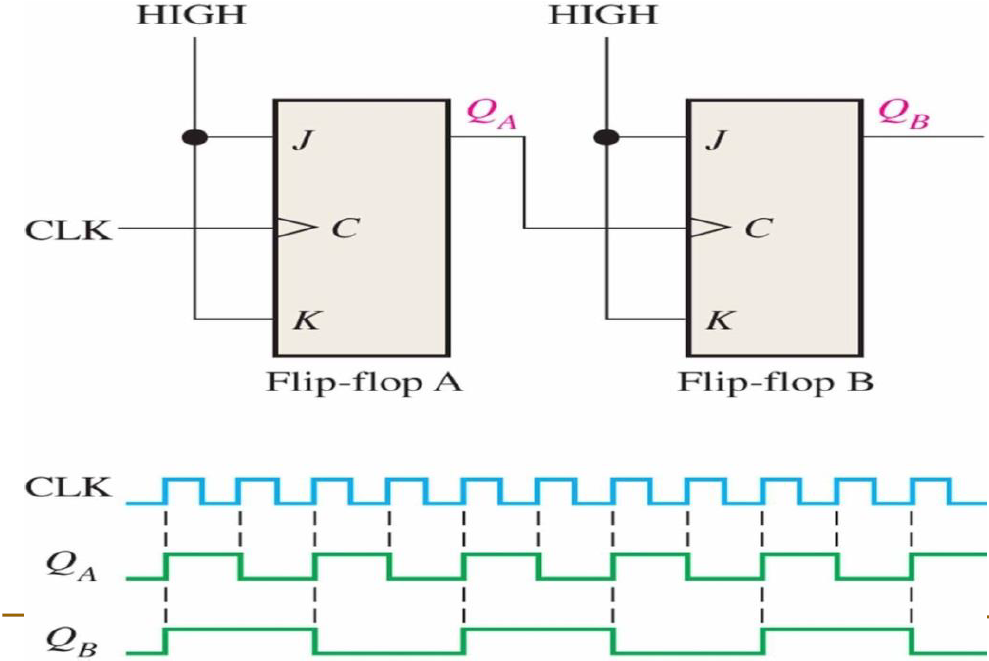 HIGH HIGH
J Q_A J Q_B
CLK C C
K K
Flip-flop A Flip-flop B
CLK
Q_A
Q_B